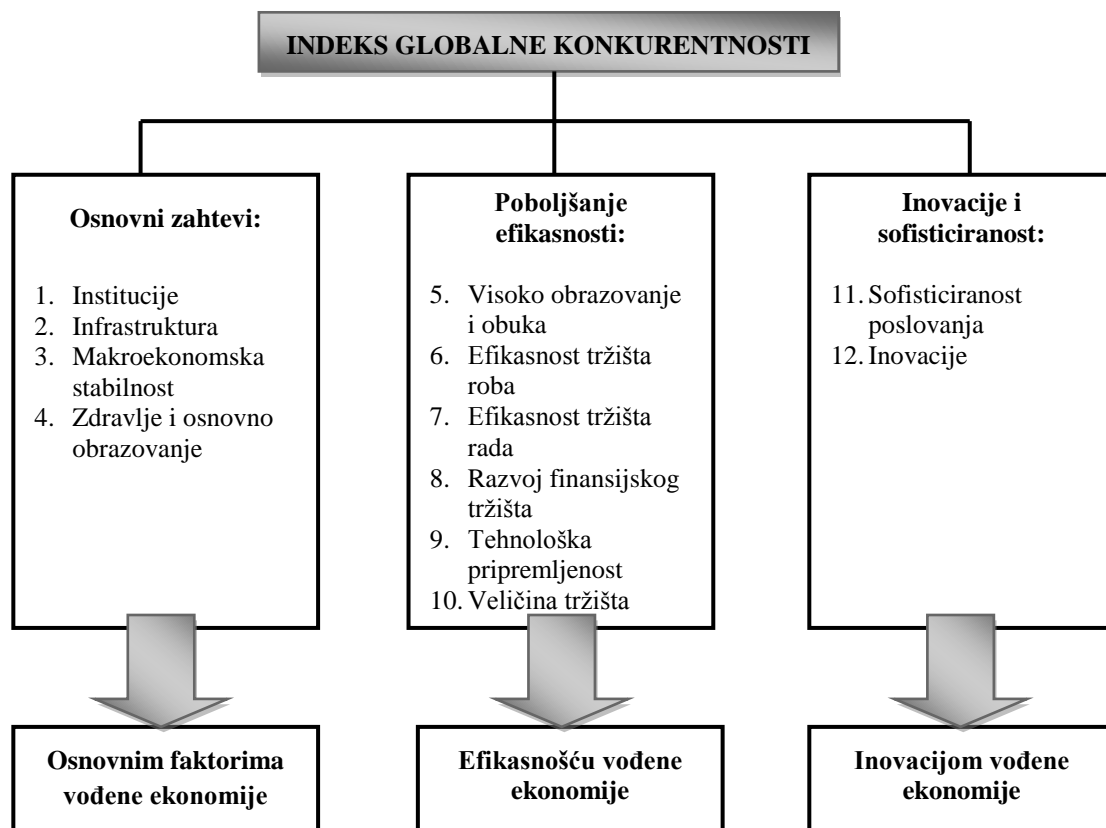 INDEKS GLOBALNE KONKURENTNOSTI
Osnovni zahtevi:
1. Institucije
2. Infrastruktura
3. Makroekonomska
stabilnost
4. Zdravlje i osnovno
obrazovanje
Poboljšanje
efikasnosti:
5. Visoko obrazovanje
i obuka
6. Efikasnost tržišta
roba
7. Efikasnost tržišta
rada
8. Razvoj finansijskog
tržišta
9. Tehnološka
pripremljenost
10. Veličina tržišta
Inovacije i
sofisticiranost:
11. Sofisticiranost
poslovanja
12. Inovacije
Osnovnim faktorima
vođene ekonomije
Efikasnošću vođene
ekonomije
Inovacijom vođene
ekonomije